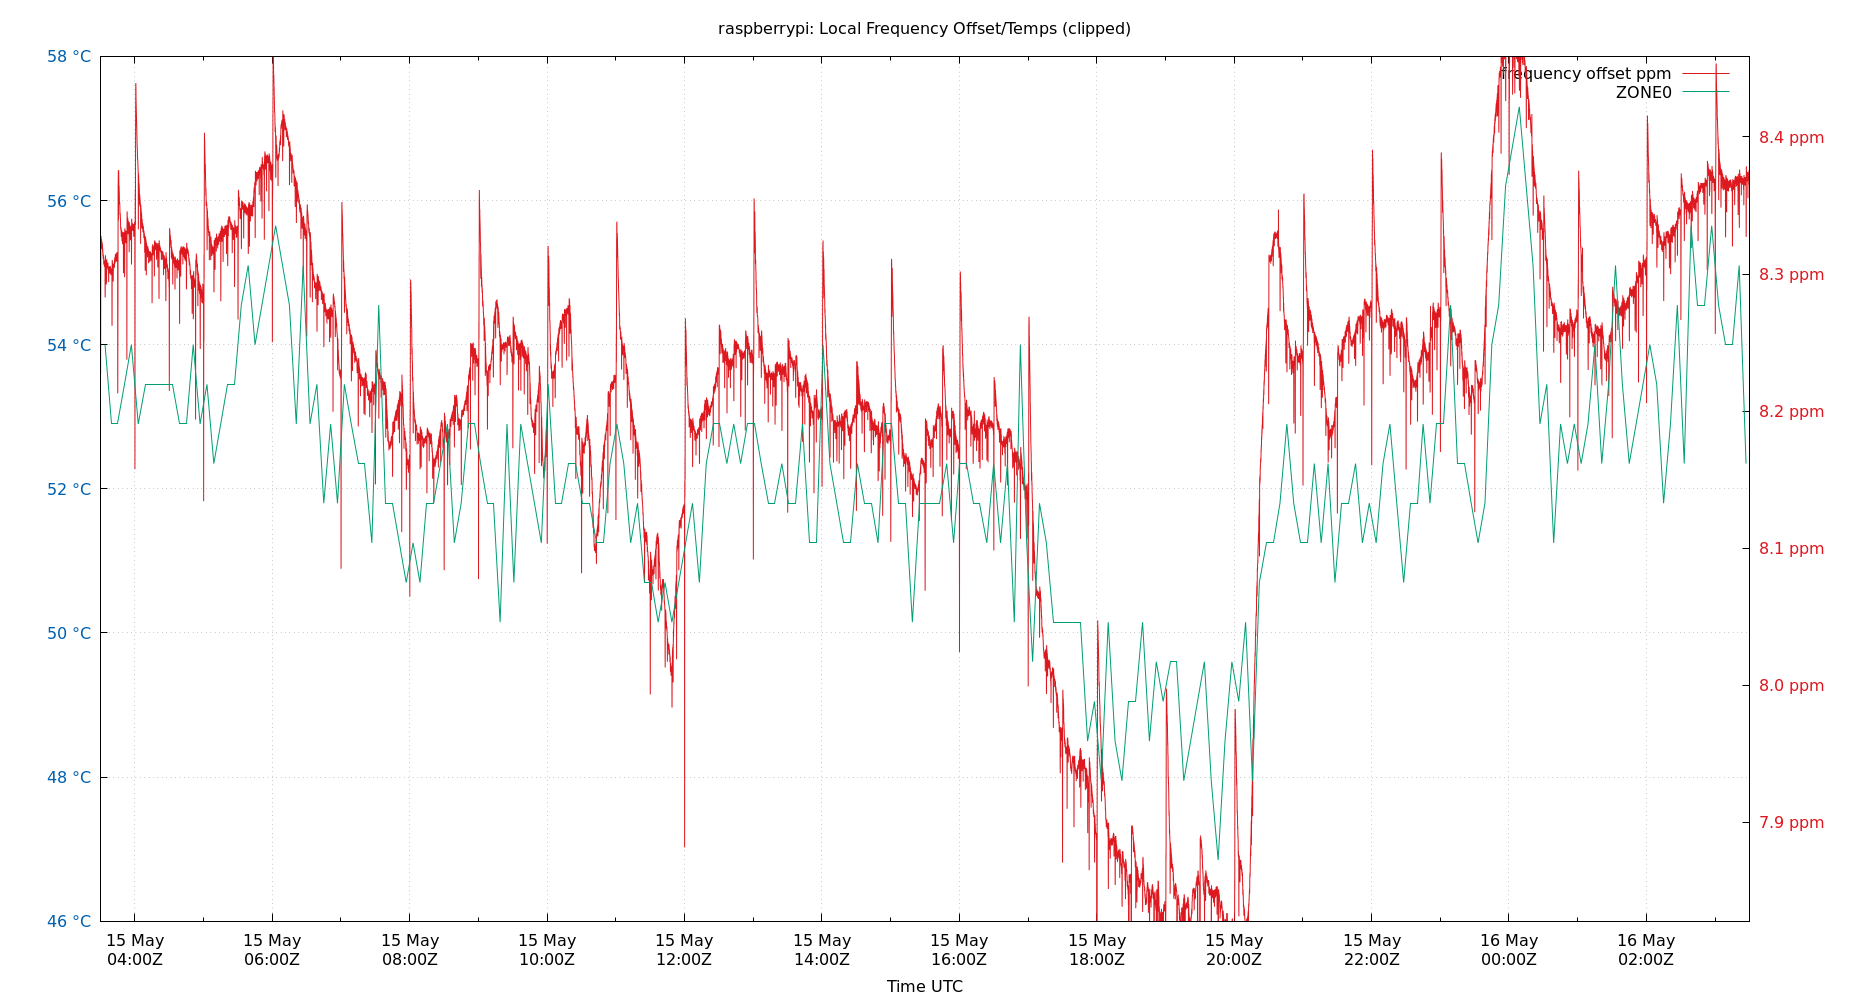 raspberrypi: Local Frequency Offset/Temps (clipped)
58 °C
56 °C
54 °C
52 °C
50 °C
48 °C
46 °C
frequency offset ppm
ZONE0
8.4 ppm
8.3 ppm
8.2 ppm
8.1 ppm
8.0 ppm
7.9 ppm
15 May
04:00Z
15 May
06:00Z
15 May
08:00Z
15 May
10:00Z
15 May
12:00Z
15 May
14:00Z
15 May
16:00Z
15 May
18:00Z
15 May
20:00Z
15 May
22:00Z
16 May
00:00Z
16 May
02:00Z
Time UTC